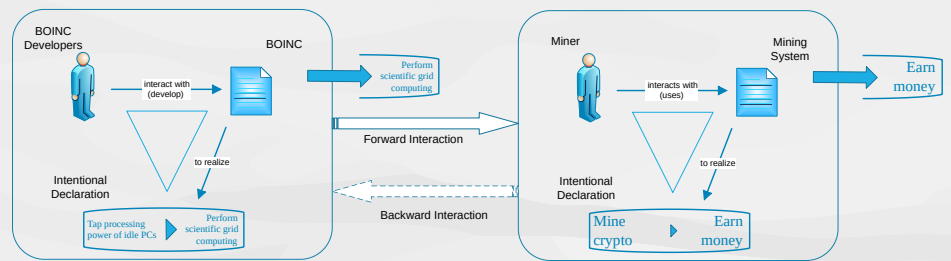 BOINC
Developers
BOINC
interact with
(develop)
to realize
Intentional
Declaration
Tap processing
power of idle PCs
Perform
scientific grid
computing
Perform
scientific grid
computing
Forward Interaction
Backward Interaction
Miner
Mining
System
interacts with
(uses)
to realize
Intentional
Declaration
Mine
crypto
Earn
money
Earn
money